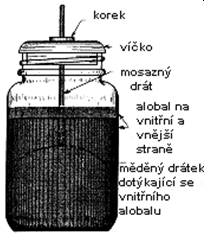 korek
víčko
mosazný
drát
alobal na
vnitřní a
vnější
straně
měděný drátek
dotýkající se
vnitřního
alobalu